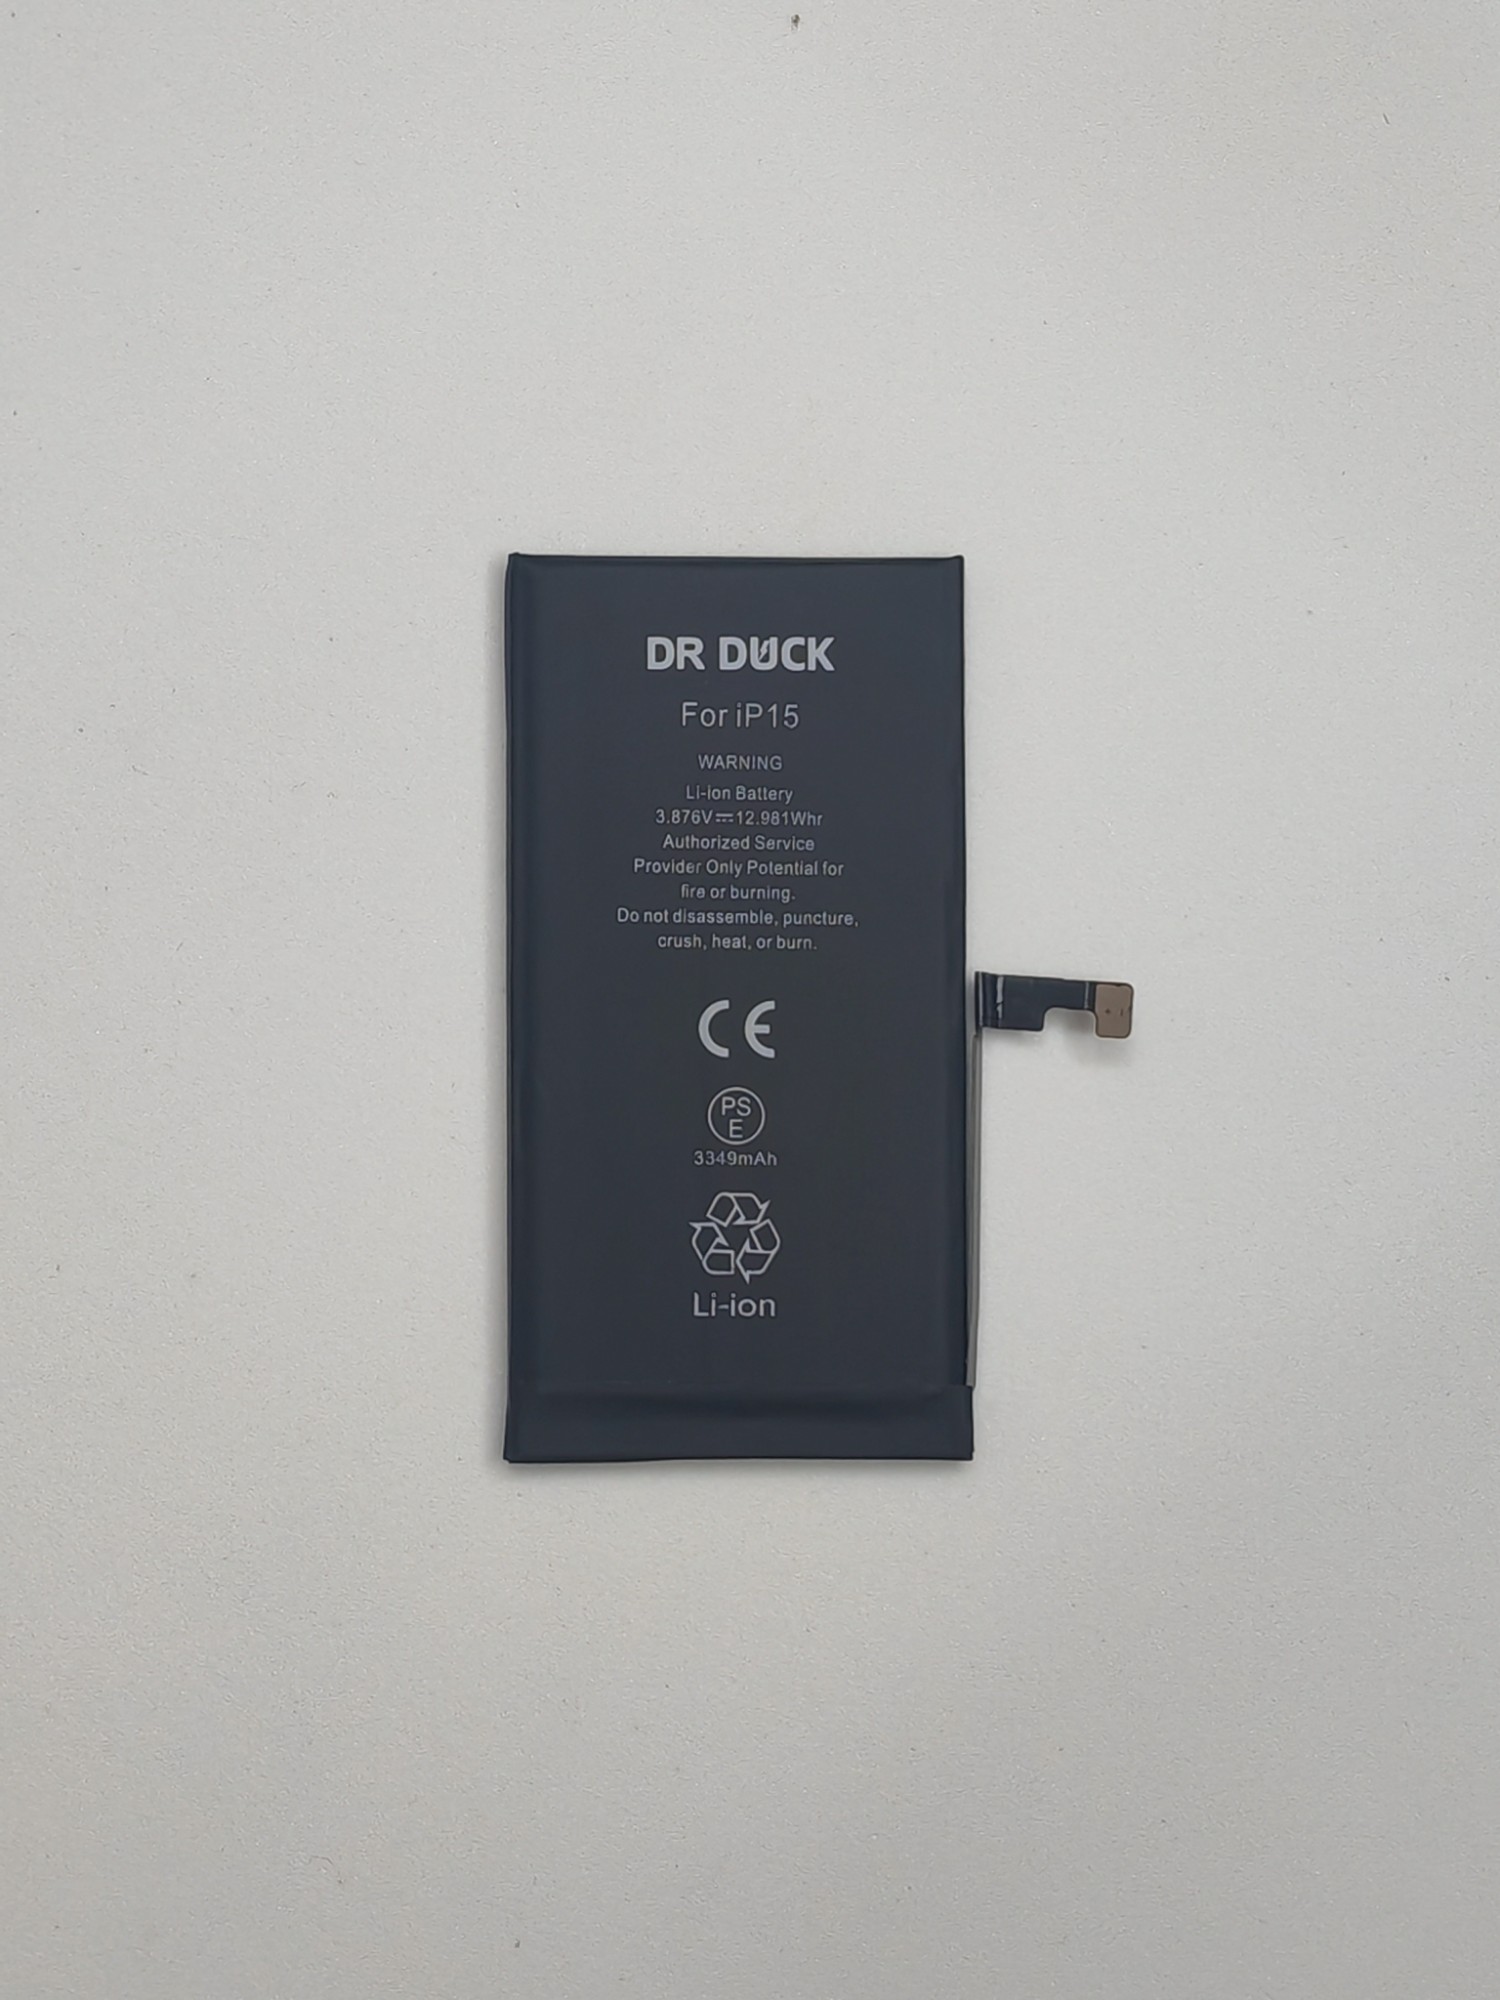 DR DUCK
For iP15
WARNING
Li-ion Battery
3.876V⎓12.981Whr
Authorized Service
Provider Only Potential for
fire or burning.
Do not disassemble, puncture,
crush, heat, or burn.
CE
PS
E
3349mAh
Li-ion